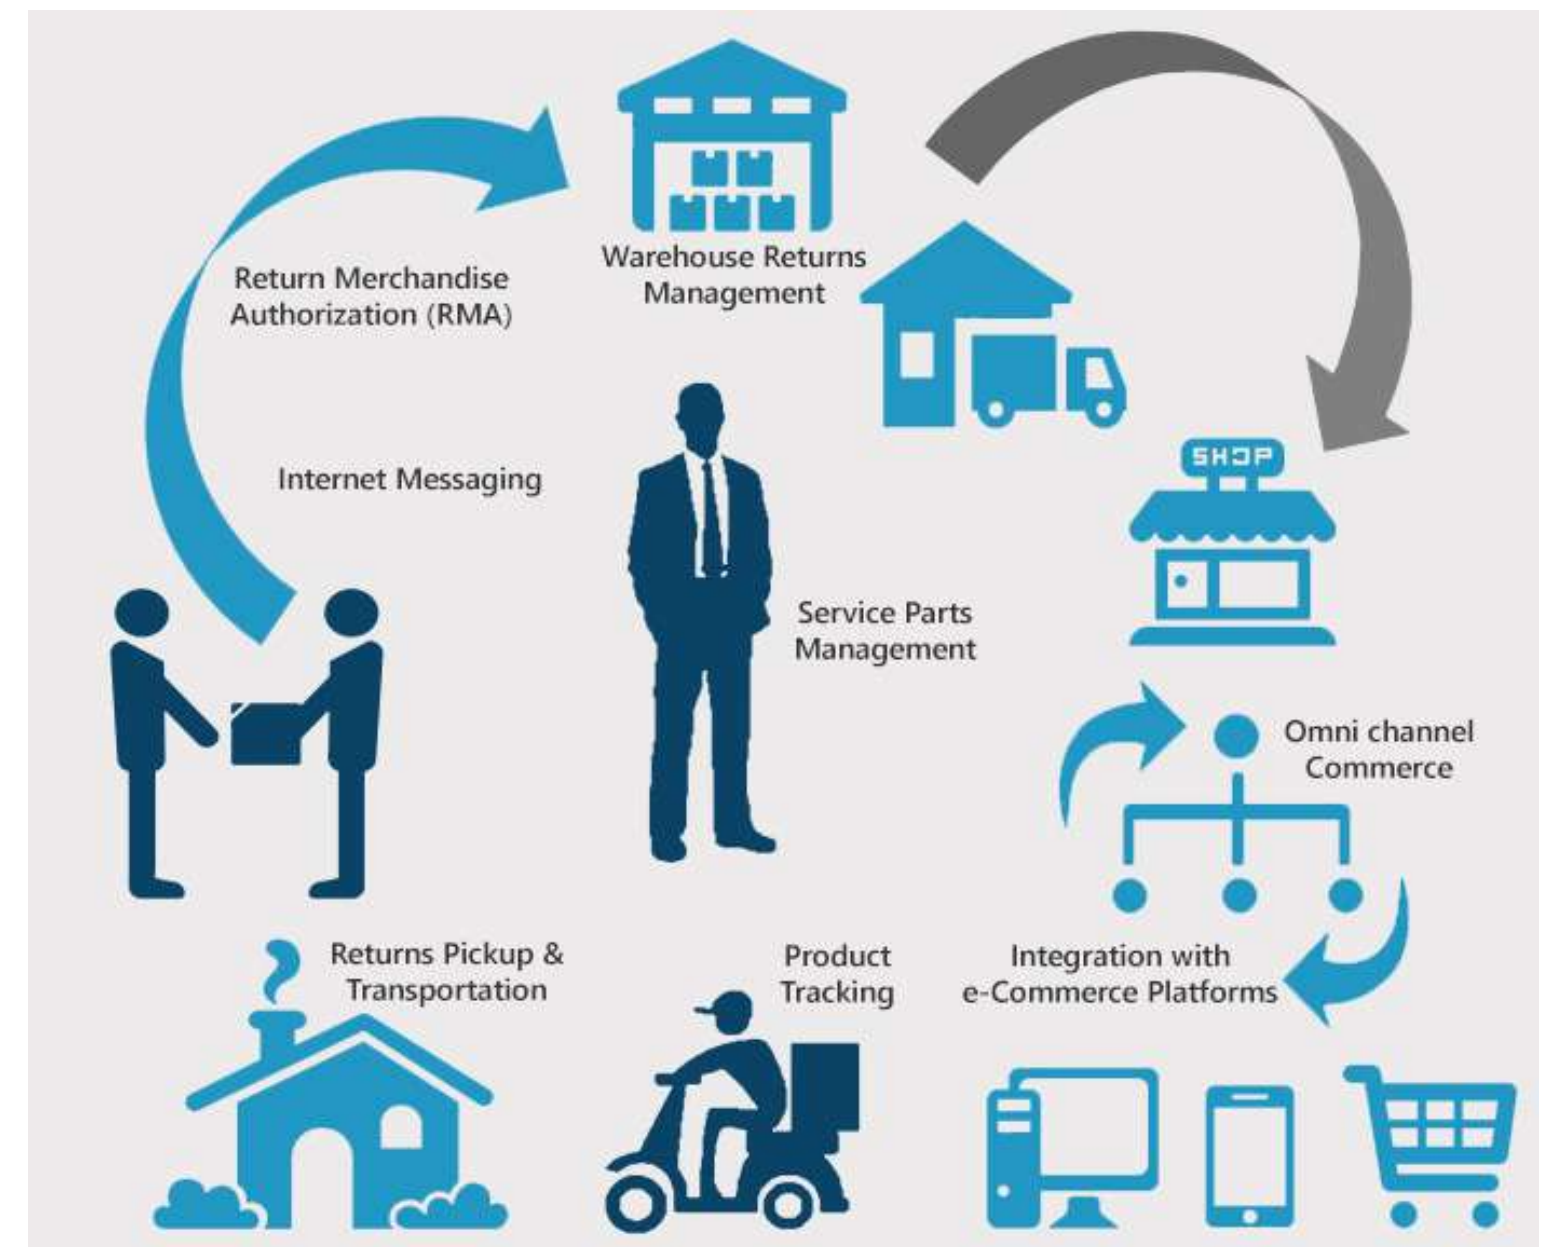 Warehouse Returns
Management
Return Merchandise
Authorization (RMA)
Internet Messaging
SHOP
Service Parts
Management
Omni channel
Commerce
Returns Pickup &
Transportation
Product
Tracking
Integration with
e-Commerce Platforms